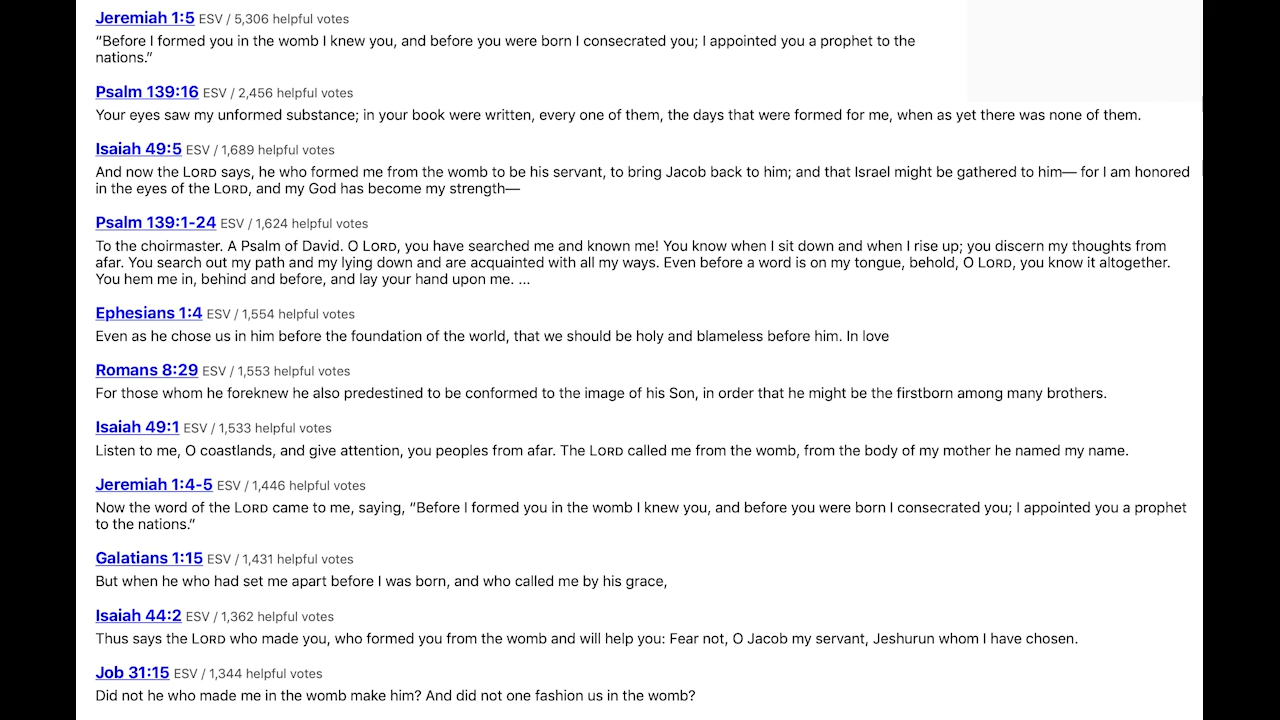 Jeremiah 1:5 ESV / 5,306 helpful votes
“Before I formed you in the womb I knew you, and before you were born I consecrated you; I appointed you a prophet to the
nations.”
Psalm 139:16 ESV / 2,456 helpful votes
Your eyes saw my unformed substance; in your book were written, every one of them, the days that were formed for me, when as yet there was none of them.
Isaiah 49:5 ESV / 1,689 helpful votes
And now the LORD says, he who formed me from the womb to be his servant, to bring Jacob back to him; and that Israel might be gathered to him— for I am honored
in the eyes of the LORD, and my God has become my strength—
Psalm 139:1-24 ESV / 1,624 helpful votes
To the choirmaster. A Psalm of David. O LORD, you have searched me and known me! You know when I sit down and when I rise up; you discern my thoughts from
afar. You search out my path and my lying down and are acquainted with all my ways. Even before a word is on my tongue, behold, O LORD, you know it altogether.
You hem me in, behind and before, and lay your hand upon me. ...
Ephesians 1:4 ESV / 1,554 helpful votes
Even as he chose us in him before the foundation of the world, that we should be holy and blameless before him. In love
Romans 8:29 ESV / 1,553 helpful votes
For those whom he foreknew he also predestined to be conformed to the image of his Son, in order that he might be the firstborn among many brothers.
Isaiah 49:1 ESV / 1,533 helpful votes
Listen to me, O coastlands, and give attention, you peoples from afar. The LORD called me from the womb, from the body of my mother he named my name.
Jeremiah 1:4-5 ESV / 1,446 helpful votes
Now the word of the LORD came to me, saying, “Before I formed you in the womb I knew you, and before you were born I consecrated you; I appointed you a prophet
to the nations.”
Galatians 1:15 ESV / 1,431 helpful votes
But when he who had set me apart before I was born, and who called me by his grace,
Isaiah 44:2 ESV / 1,362 helpful votes
Thus says the LORD who made you, who formed you from the womb and will help you: Fear not, O Jacob my servant, Jeshurun whom I have chosen.
Job 31:15 ESV / 1,344 helpful votes
Did not he who made me in the womb make him? And did not one fashion us in the womb?